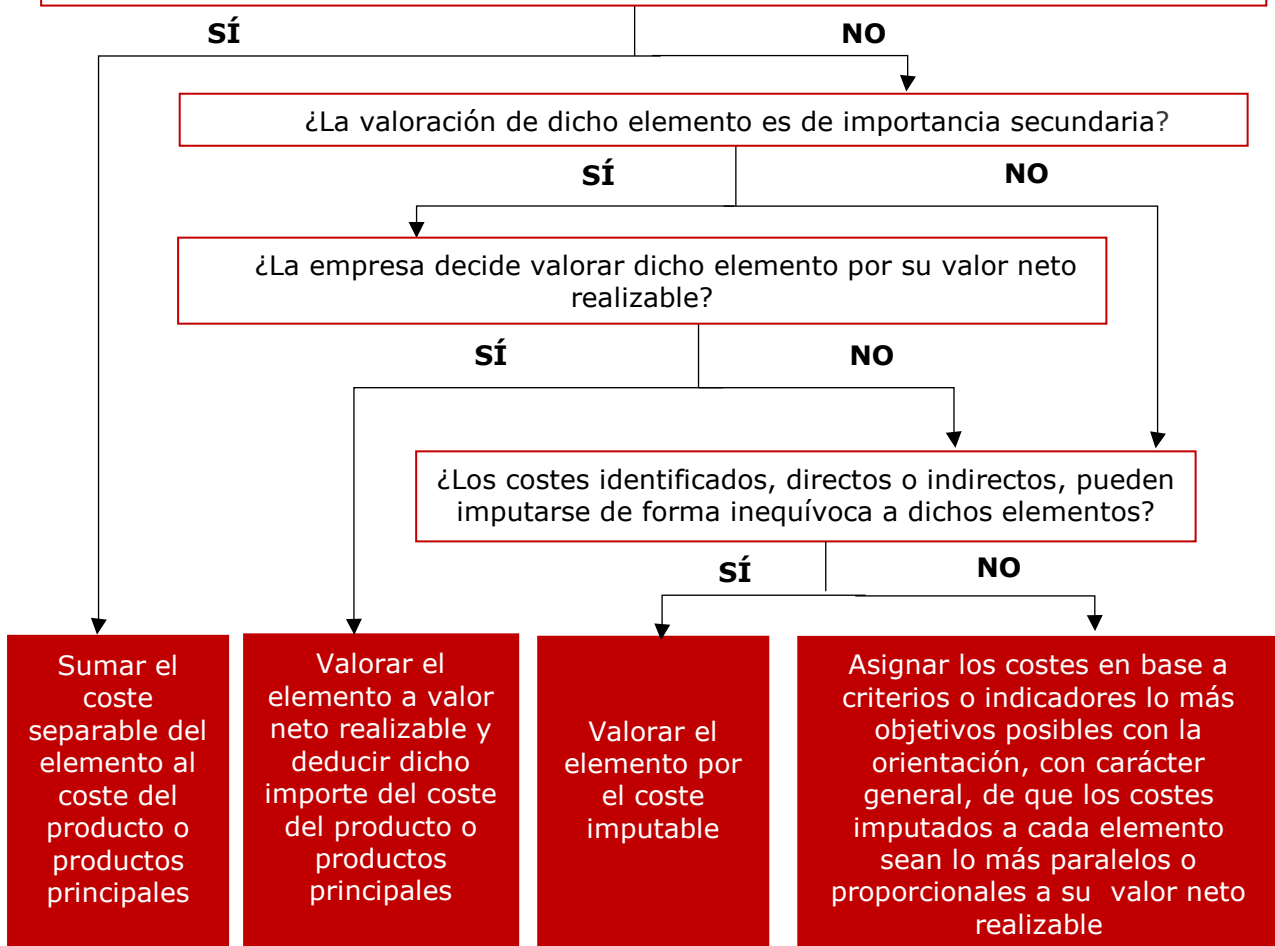 SÍ
NO
¿La valoración de dicho elemento es de importancia secundaria?
SÍ
NO
¿La empresa decide valorar dicho elemento por su valor neto
realizable?
SÍ
NO
¿Los costes identificados, directos o indirectos, pueden
imputarse de forma inequívoca a dichos elementos?
SÍ
NO
Sumar el
coste
separable del
elemento al
coste del
producto o
productos
principales
Valorar el
elemento a valor
neto realizable y
deducir dicho
importe del coste
del producto o
productos
principales
Valorar el
elemento por
el coste
imputable
Asignar los costes en base a
criterios o indicadores lo más
objetivos posibles con la
orientación, con carácter
general, de que los costes
imputados a cada elemento
sean lo más paralelos o
proporcionales a su valor neto
realizable